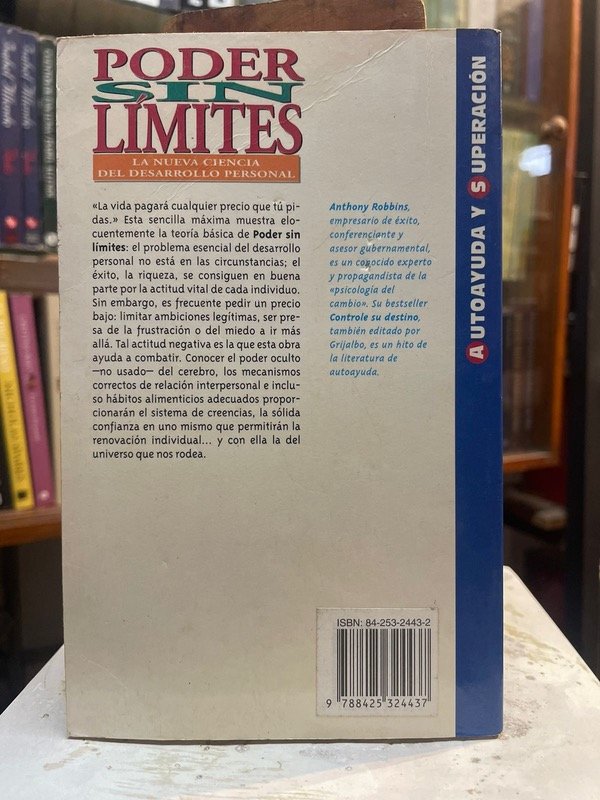 PODER
SIN
LÍMITES
LA NUEVA CIENCIA
DEL DESARROLLO PERSONAL
«La vida pagará cualquier precio que tú pi-
das.» Esta sencilla máxima muestra elo-
cuentemente la teoría básica de Poder sin
límites: el problema esencial del desarrollo
personal no está en las circunstancias; el
éxito, la riqueza, se consiguen en buena
parte por la actitud vital de cada individuo.
Sin embargo, es frecuente pedir un precio
bajo: limitar ambiciones legítimas, ser pre-
sa de la frustración o del miedo a ir más
allá. Tal actitud negativa es la que esta obra
ayuda a combatir. Conocer el poder oculto
—no usado— del cerebro, los mecanismos
correctos de relación interpersonal e inclu-
so hábitos alimenticios adecuados propor-
cionarán el sistema de creencias, la sólida
confianza en uno mismo que permitirán la
renovación individual... y con ella la del
universo que nos rodea.
Anthony Robbins,
empresario de éxito,
conferenciante y
asesor gubernamental,
es un conocido experto
y propagandista de la
«psicología del
cambio». Su bestseller
Controle su destino,
también editado por
Grijalbo, es un hito de
la literatura de
autoayuda.
AUTOAYUDA Y SUPERACIÓN
ISBN: 84-253-2443-2
9 788425 324437